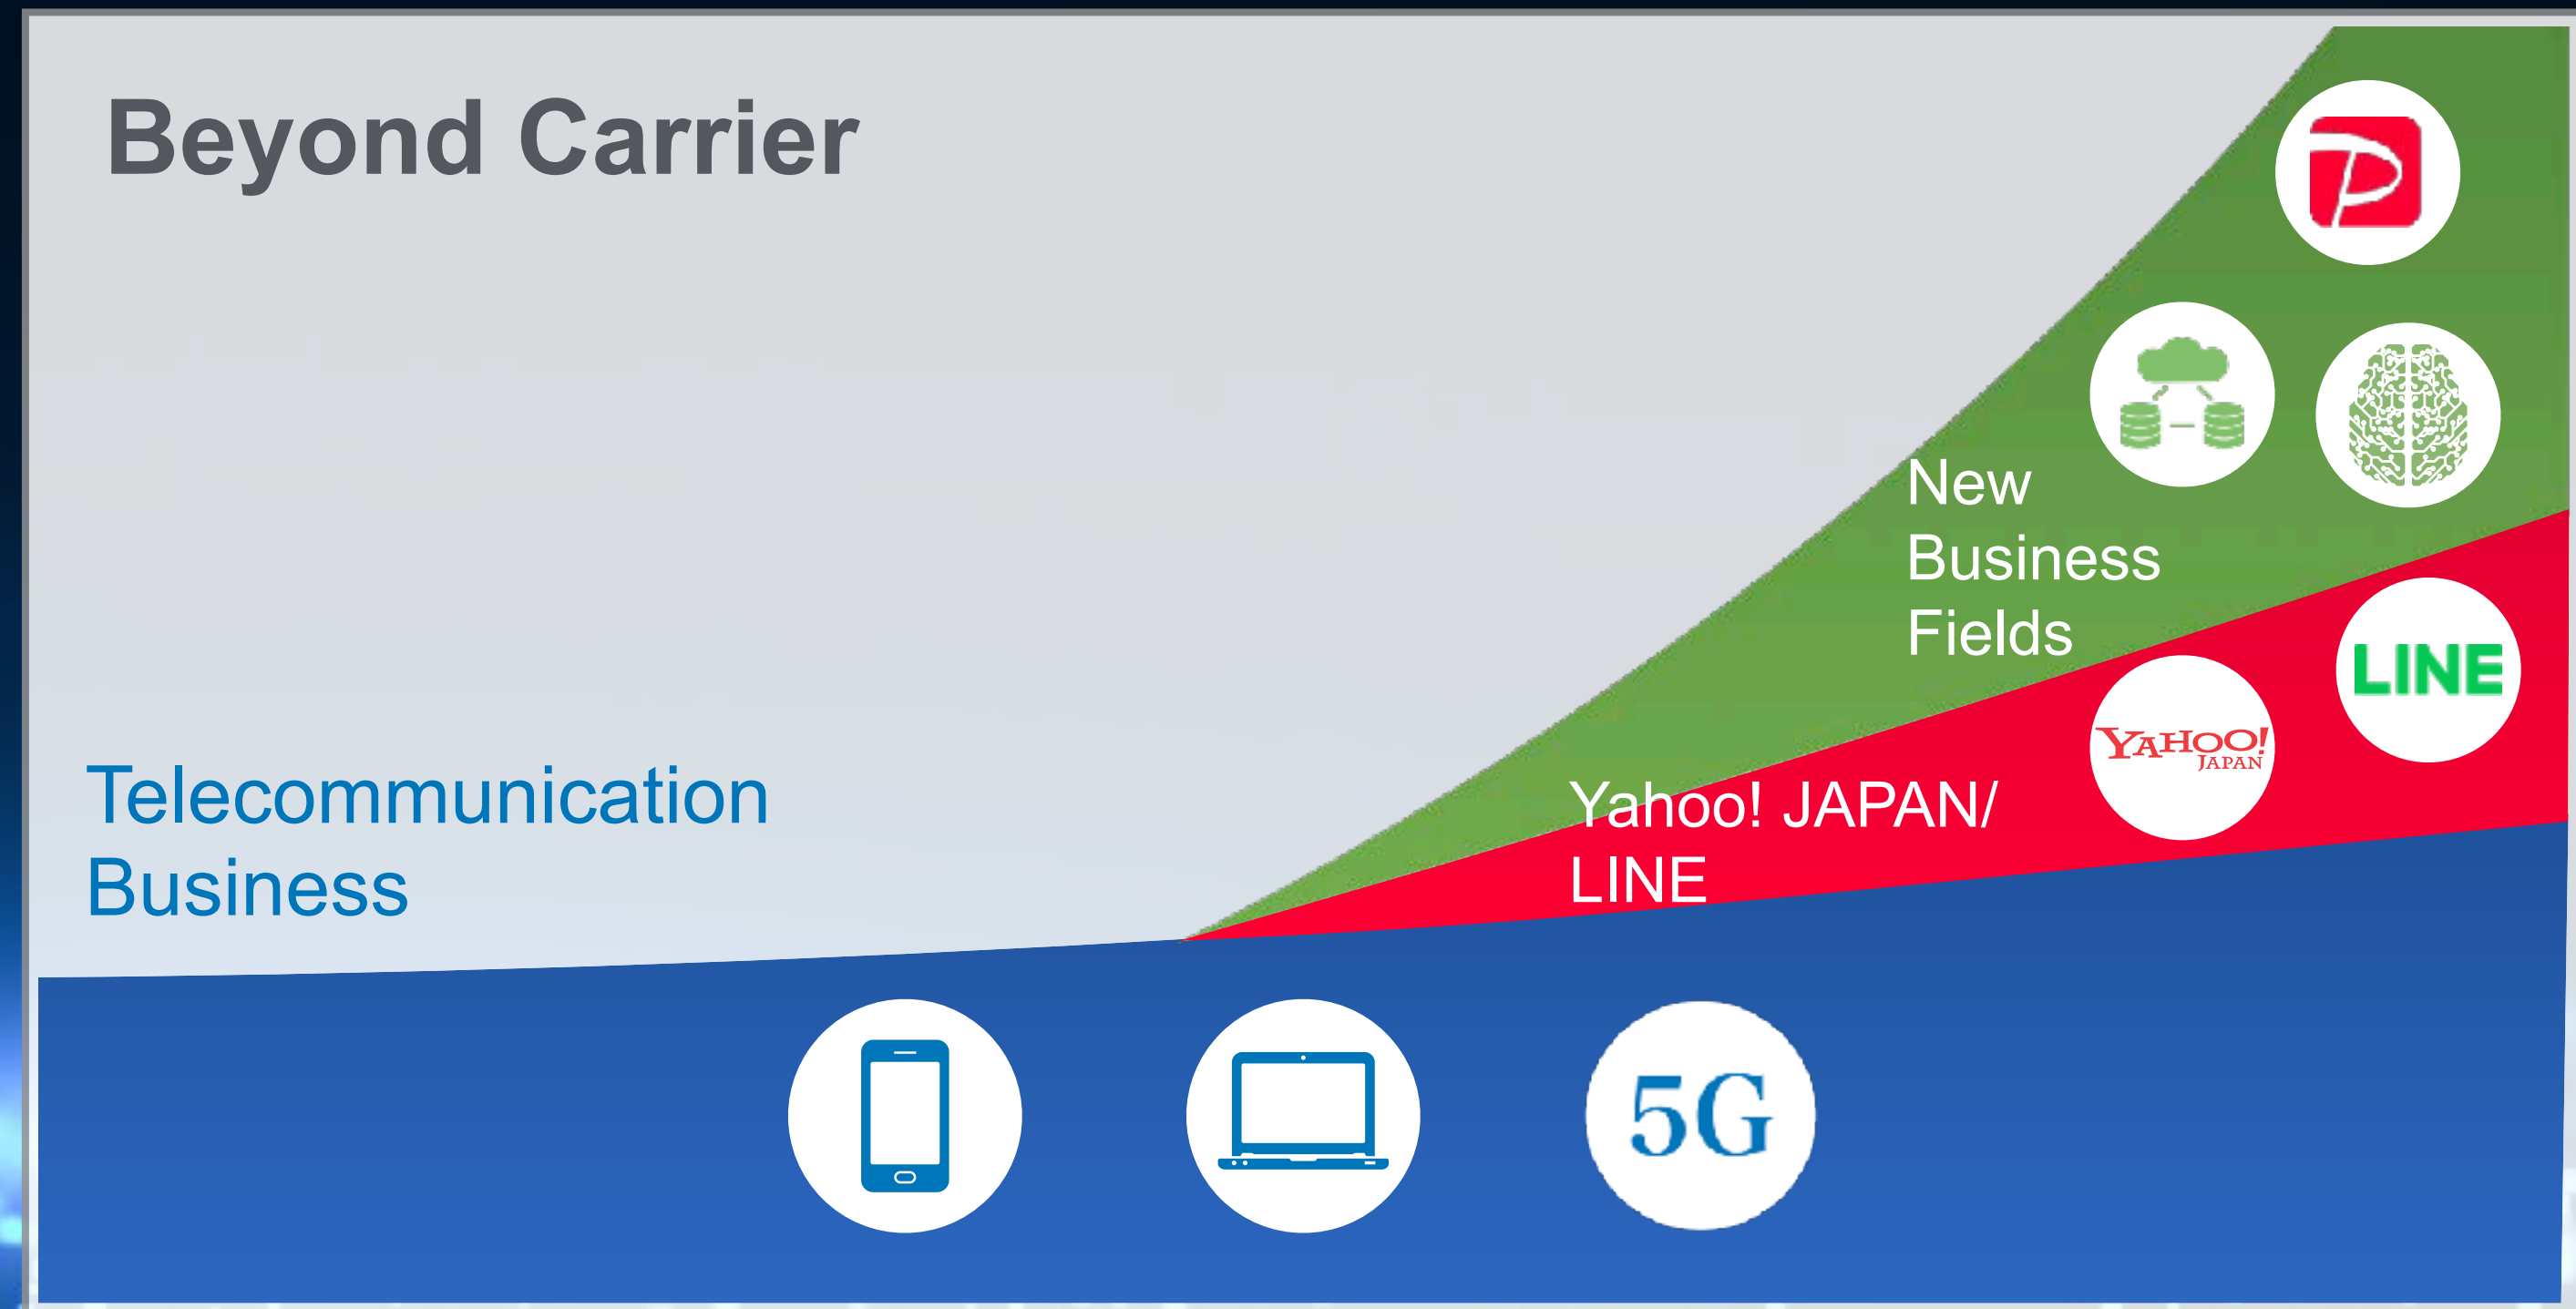 Beyond Carrier
New
Business
Fields
LINE
YAHOO!
JAPAN
Telecommunication
Business
Yahoo! JAPAN/
LINE
5G